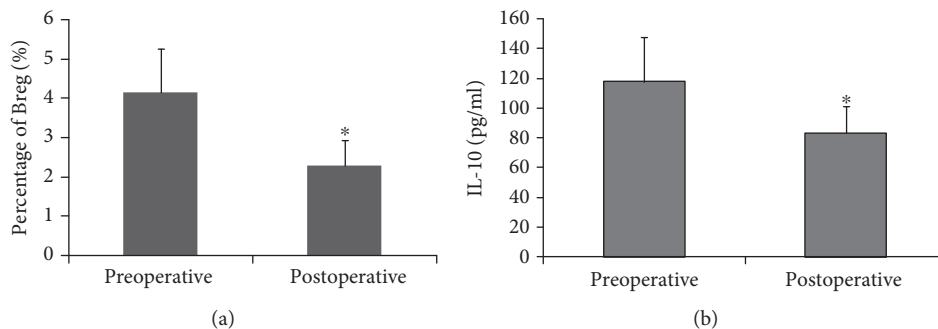 Percentage of Breg (%)
6
5
4
3
2
1
0
*
Preoperative
Postoperative
(a)
IL-10 (pg/ml)
160
140
120
100
80
60
40
20
0
*
Preoperative
Postoperative
(b)